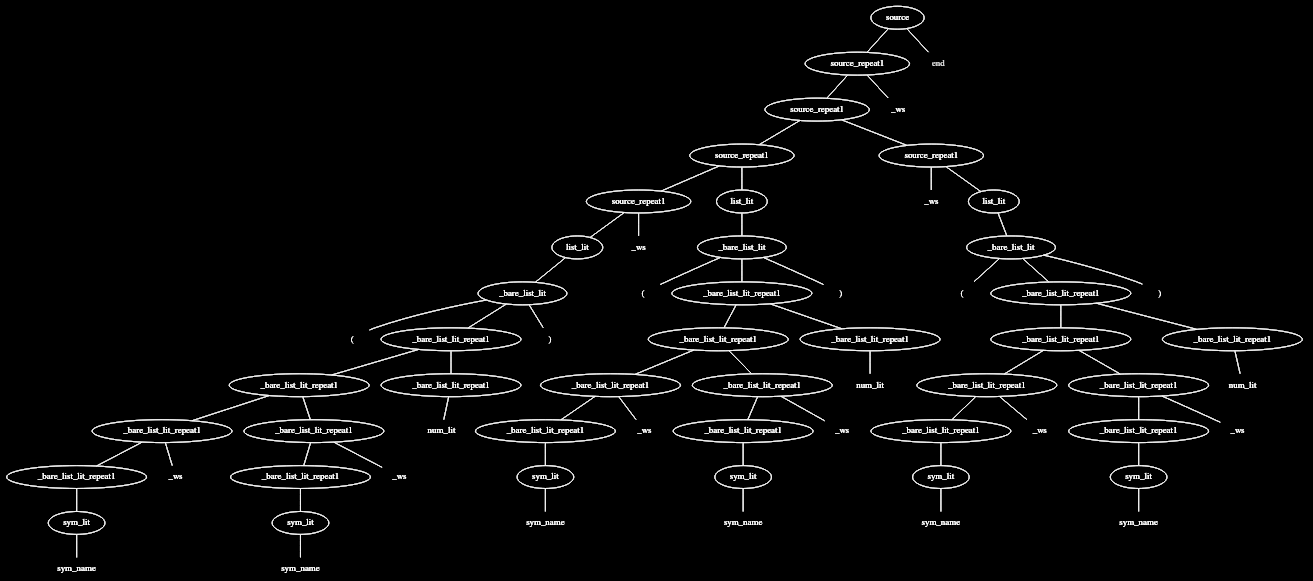 source
source_repeat1 end
source_repeat1 _ws
source_repeat1 source_repeat1
source_repeat1 list_lit _ws list_lit
list_lit _ws _bare_list_lit _bare_list_lit
_bare_list_lit ( _bare_list_lit_repeat1 ) ( _bare_list_lit_repeat1 )
( _bare_list_lit_repeat1 ) _bare_list_lit_repeat1 _bare_list_lit_repeat1 _bare_list_lit_repeat1 _bare_list_lit_repeat1
_bare_list_lit_repeat1 _bare_list_lit_repeat1 _bare_list_lit_repeat1 _bare_list_lit_repeat1 num_lit _bare_list_lit_repeat1 _bare_list_lit_repeat1 num_lit
_bare_list_lit_repeat1 _bare_list_lit_repeat1 num_lit _bare_list_lit_repeat1 _ws _bare_list_lit_repeat1 _ws _bare_list_lit_repeat1 _ws _bare_list_lit_repeat1 _ws
_bare_list_lit_repeat1 _ws _bare_list_lit_repeat1 _ws sym_lit sym_lit sym_lit sym_lit
sym_lit sym_lit sym_name sym_name sym_name sym_name
sym_name sym_name